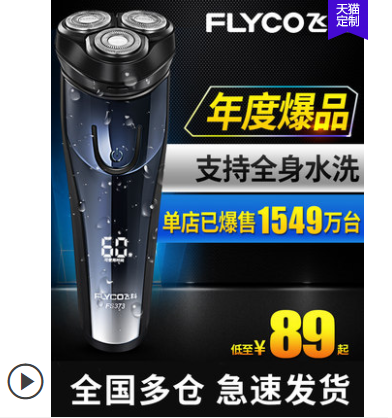 FLYCO飞
天猫
定制
年度爆品
支持全身水洗
单店已爆售1549万台
60
FLYCO飞科
FS373
低至¥89起
全国多仓 急速发货